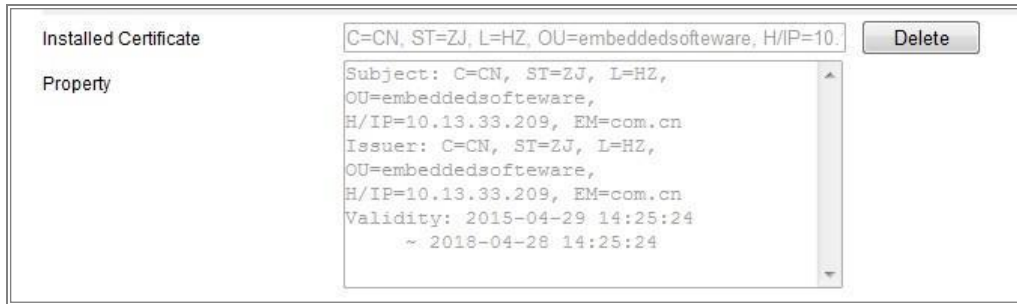 Installed Certificate C=CN, ST=ZJ, L=HZ, OU=embeddedsofteware, H/IP=10. Delete
Property
Subject: C=CN, ST=ZJ, L=HZ,
OU=embeddedsofteware,
H/IP=10.13.33.209, EM=com.cn
Issuer: C=CN, ST=ZJ, L=HZ,
OU=embeddedsofteware,
H/IP=10.13.33.209, EM=com.cn
Validity: 2015-04-29 14:25:24
~ 2018-04-28 14:25:24